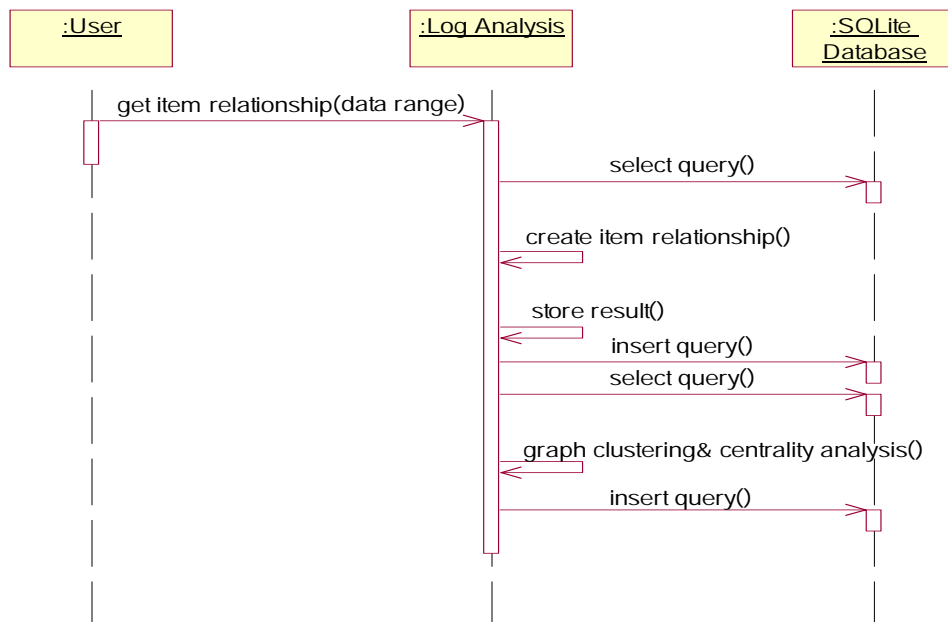 :User
:Log Analysis
:SQLite
Database
get item relationship(data range)
select query()
create item relationship()
store result()
insert query()
select query()
graph clustering& centrality analysis()
insert query()